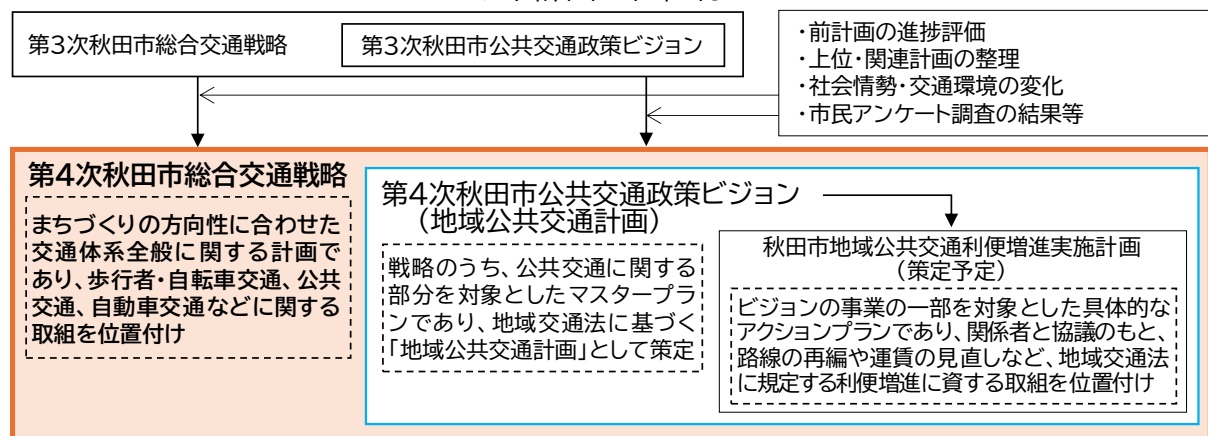 第3次秋田市総合交通戦略
第3次秋田市公共交通政策ビジョン
・前計画の進捗評価
・上位・関連計画の整理
・社会情勢・交通環境の変化
・市民アンケート調査の結果等
第4次秋田市総合交通戦略
まちづくりの方向性に合わせた
交通体系全般に関する計画で
あり、歩行者・自転車交通、公共
交通、自動車交通などに関する
取組を位置付け
第4次秋田市公共交通政策ビジョン
（地域公共交通計画）
戦略のうち、公共交通に関する
部分を対象としたマスタープラ
ンであり、地域交通法に基づく
「地域公共交通計画」として策定
秋田市地域公共交通利便増進実施計画
（策定予定）
ビジョンの事業の一部を対象とした具体的な
アクションプランであり、関係者と協議のもと、
路線の再編や運賃の見直しなど、地域交通法
に規定する利便増進に資する取組を位置付け